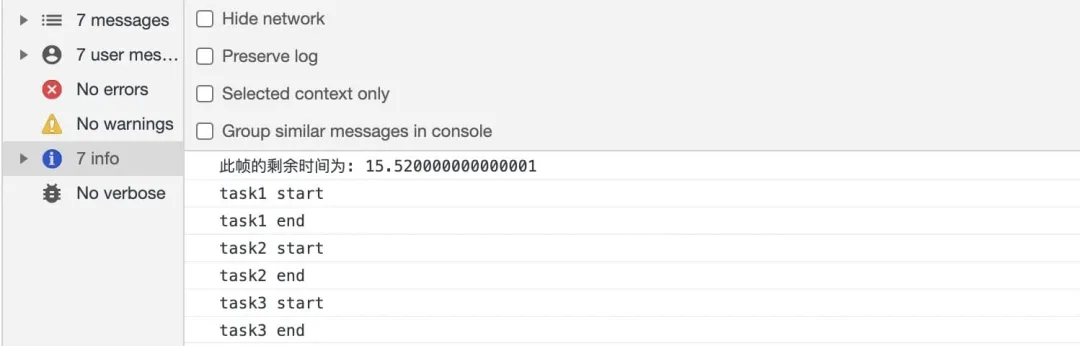 7 messages
7 user mes...
No errors
No warnings
7 info
No verbose
Hide network
Preserve log
Selected context only
Group similar messages in console
此帧的剩余时间为: 15.520000000000001
task1 start
task1 end
task2 start
task2 end
task3 start
task3 end